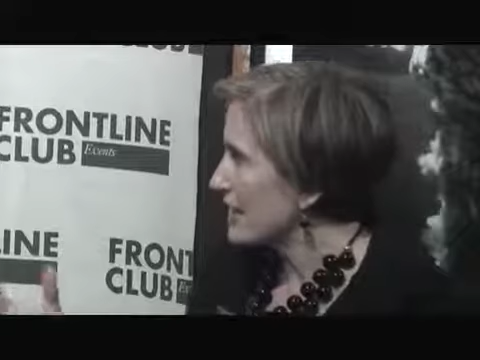 CLUB
FRONTLINE
CLUB Events
LINE
FRONT
CLUB